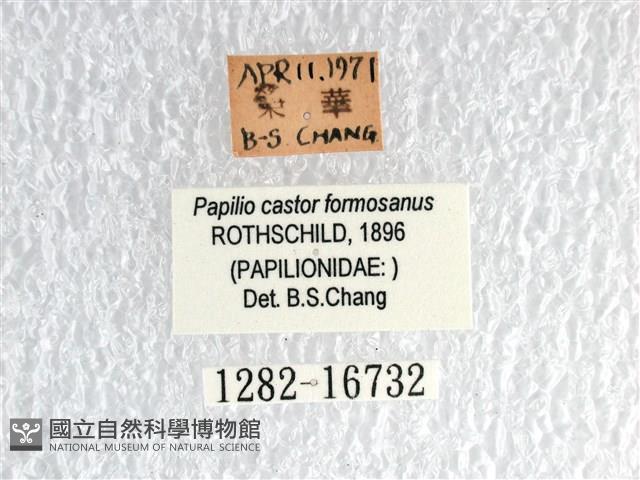 APR 11.1971
華
B-S. CHANG
Papilio castor formosanus
ROTHSCHILD, 1896
(PAPILIONIDAE: )
Det. B.S.Chang
1282-16732
國立自然科學博物館
NATIONAL MUSEUM OF NATURAL SCIENCE